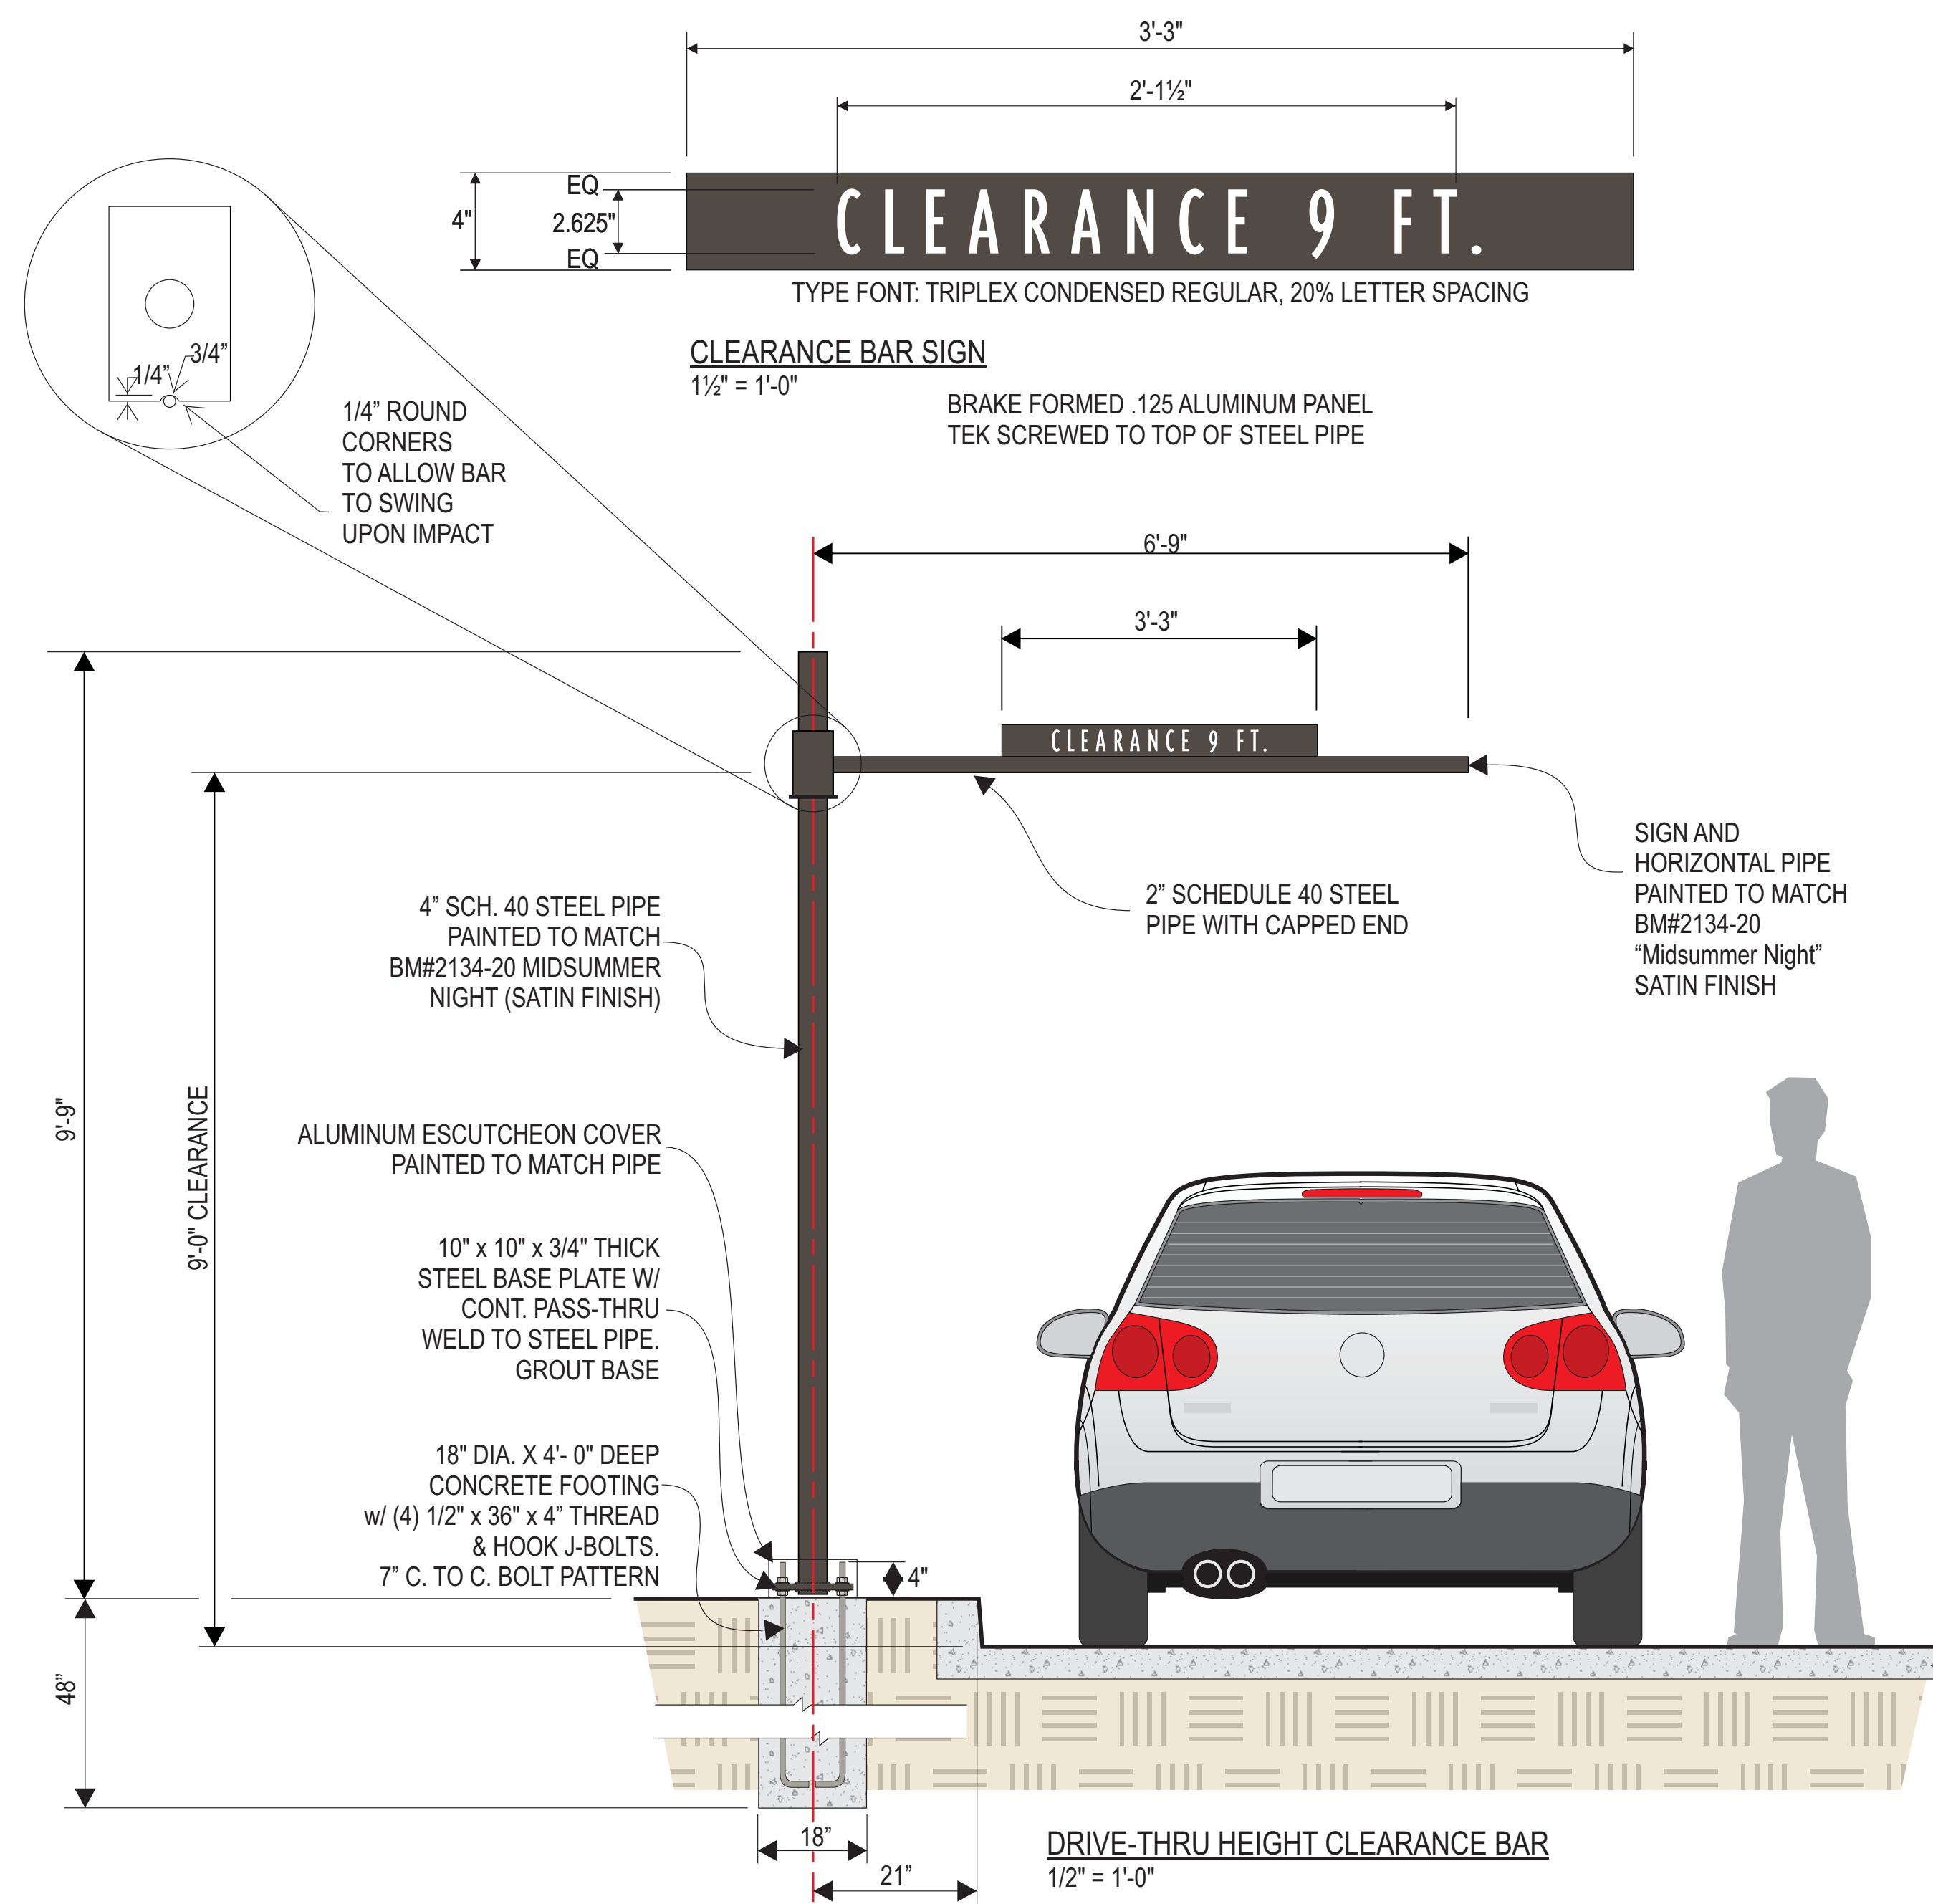 3'-3"
2'-1½"
4"
EQ
2.625"
EQ
CLEARANCE 9 FT.
TYPE FONT: TRIPLEX CONDENSED REGULAR, 20% LETTER SPACING
CLEARANCE BAR SIGN
1½" = 1'-0"
BRAKE FORMED .125 ALUMINUM PANEL
TEK SCREWED TO TOP OF STEEL PIPE
3/4”
1/4”
1/4” ROUND
CORNERS
TO ALLOW BAR
TO SWING
UPON IMPACT
6'-9"
3'-3"
CLEARANCE 9 FT.
SIGN AND
HORIZONTAL PIPE
PAINTED TO MATCH
BM#2134-20
“Midsummer Night”
SATIN FINISH
2” SCHEDULE 40 STEEL
PIPE WITH CAPPED END
4” SCH. 40 STEEL PIPE
PAINTED TO MATCH
BM#2134-20 MIDSUMMER
NIGHT (SATIN FINISH)
9'-9"
9'-0" CLEARANCE
ALUMINUM ESCUTCHEON COVER
PAINTED TO MATCH PIPE
10" x 10" x 3/4" THICK
STEEL BASE PLATE W/
CONT. PASS-THRU
WELD TO STEEL PIPE.
GROUT BASE
18" DIA. X 4'- 0" DEEP
CONCRETE FOOTING
w/ (4) 1/2" x 36" x 4” THREAD
& HOOK J-BOLTS.
7” C. TO C. BOLT PATTERN
4"
48”
18”
21”
DRIVE-THRU HEIGHT CLEARANCE BAR
1/2" = 1'-0"